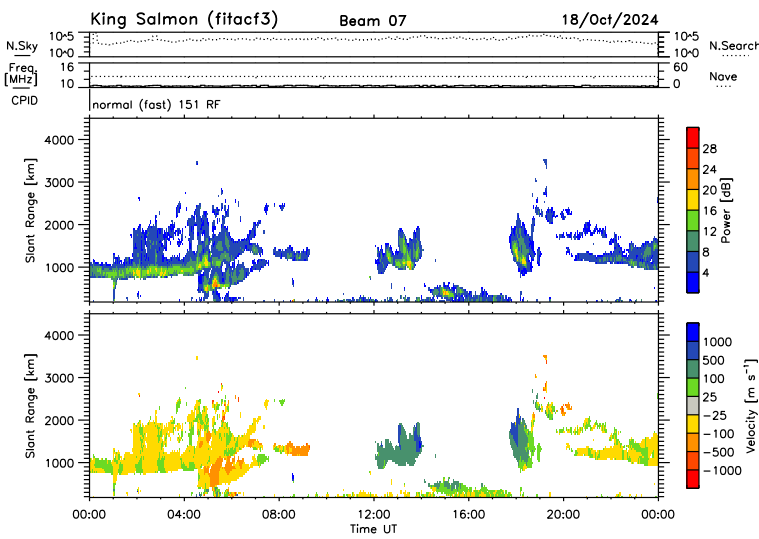 King Salmon (fitacf3) Beam 07 18/Oct/2024
N.Sky 10^5 10^0 10^5 10^0 N.Search
Freq. [MHz] 16 10 60 0 Nave
CPID normal (fast) 151 RF
Slant Range [km] 4000 3000 2000 1000
Power [dB] 28 24 20 16 12 8 4
Slant Range [km] 4000 3000 2000 1000
Velocity [m s⁻¹] 1000 500 100 25 −25 −100 −500 −1000
00:00 04:00 08:00 12:00 16:00 20:00 00:00
Time UT